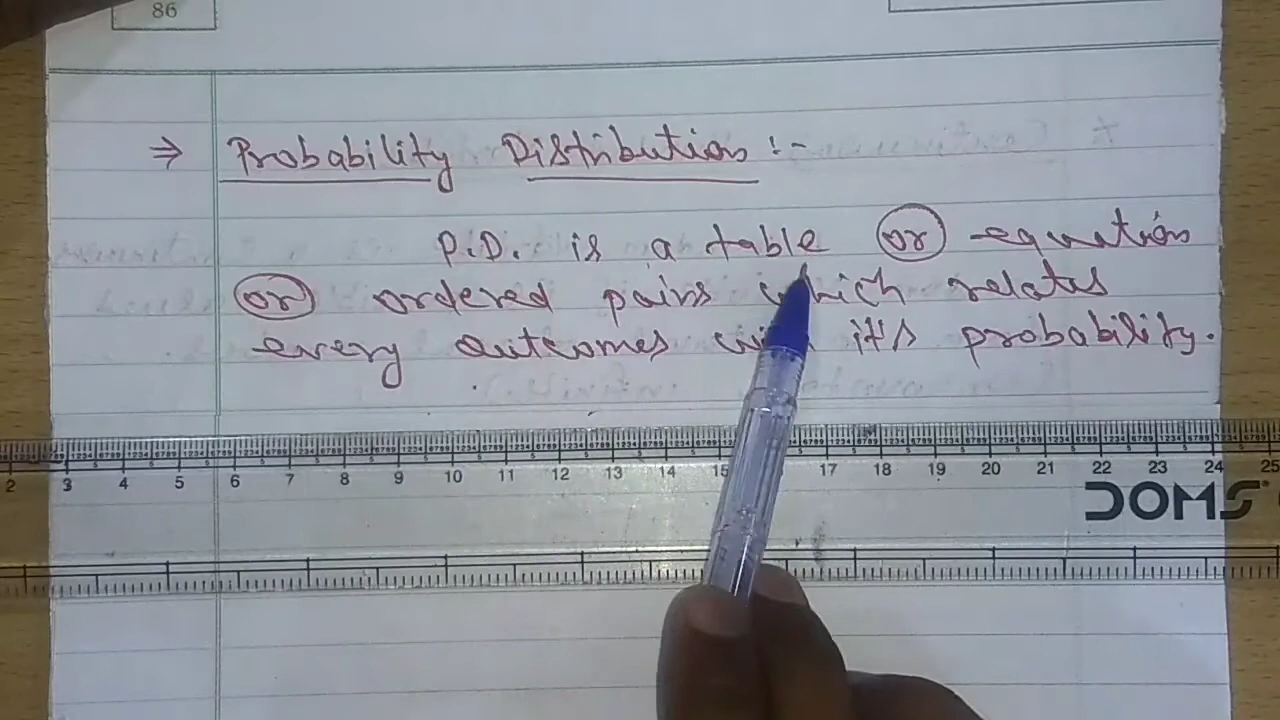 86
⇒ Probability Distribution :-
P.D. is a table or equation
or ordered pairs which relates
every outcomes with it's probability.
2 3 4 5 6 7 8 9 10 11 12 13 14 15 17 18 19 20 21 22 23 24 25
DOMS